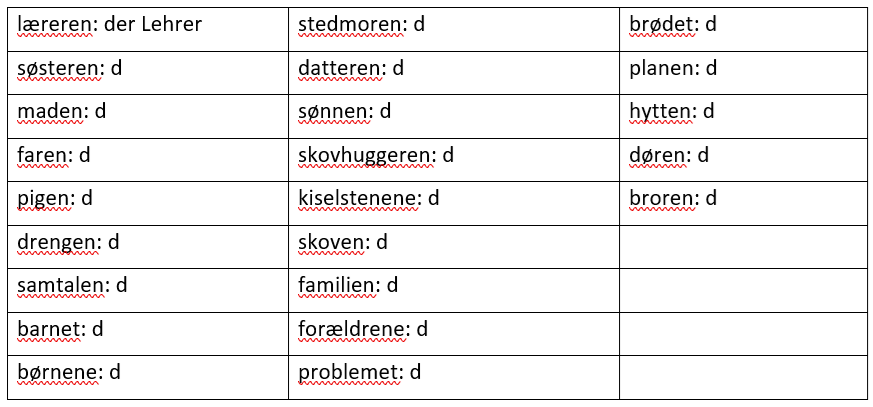 læreren: der Lehrer
stedmoren: d
brødet: d
søsteren: d
datteren: d
planen: d
maden: d
sønnen: d
hytten: d
faren: d
skovhuggeren: d
døren: d
pigen: d
kiselstenene: d
broren: d
drengen: d
skoven: d
samtalen: d
familien: d
barnet: d
forældrene: d
børnene: d
problemet: d